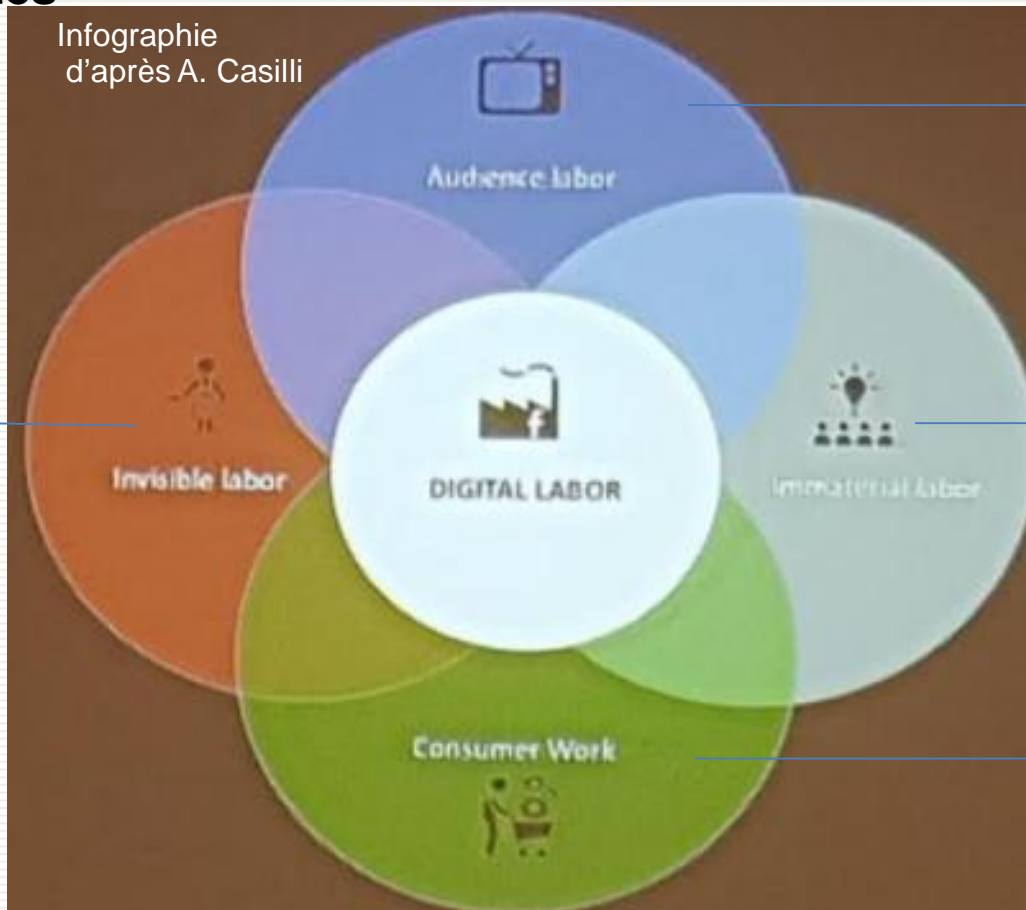 Infographie
d'après A. Casilli
Audience labor
Invisible labor
DIGITAL LABOR
Immaterial labor
Consumer Work